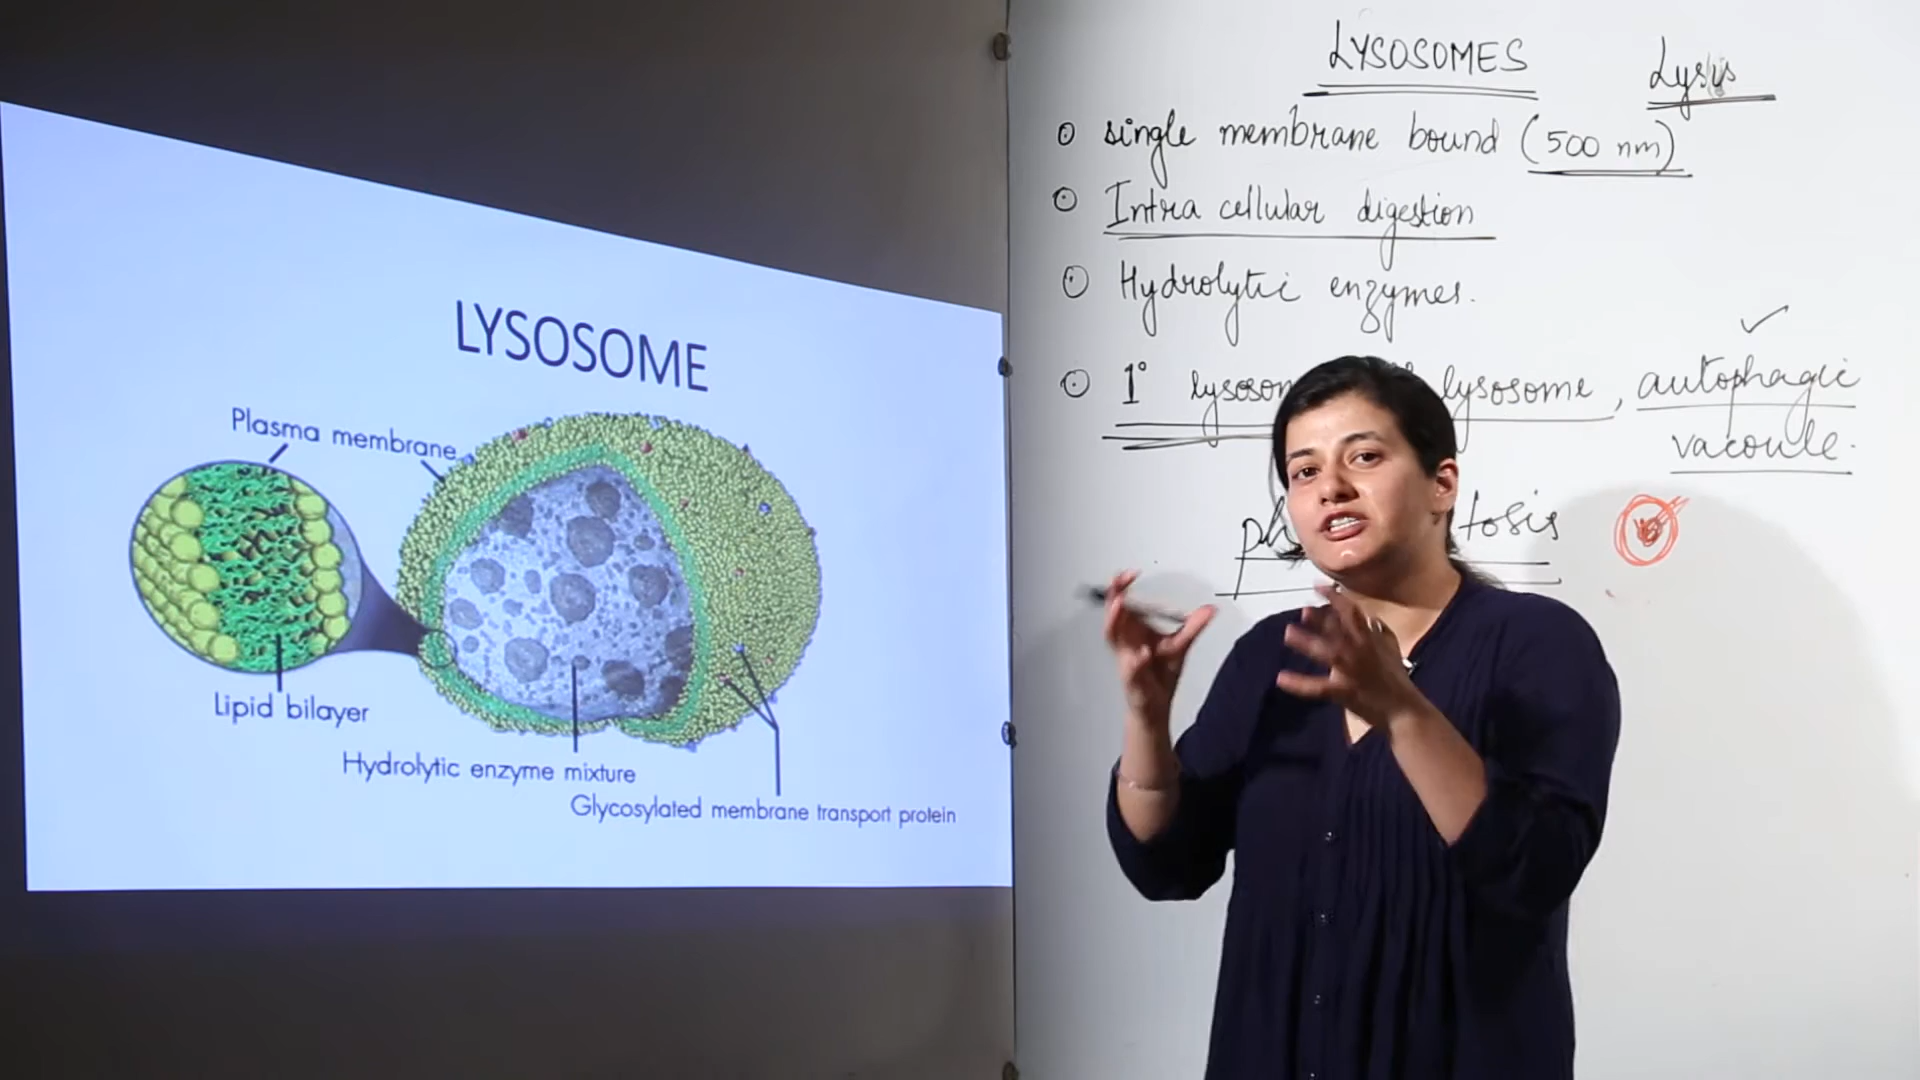 LYSOSOME
Plasma membrane
Lipid bilayer
Hydrolytic enzyme mixture
Glycosylated membrane transport protein
LYSOSOMES
Lysis
single membrane bound (500 nm)
Intra cellular digestion
Hydrolytic enzymes.
1° lysosome, autophagic
vacoule.